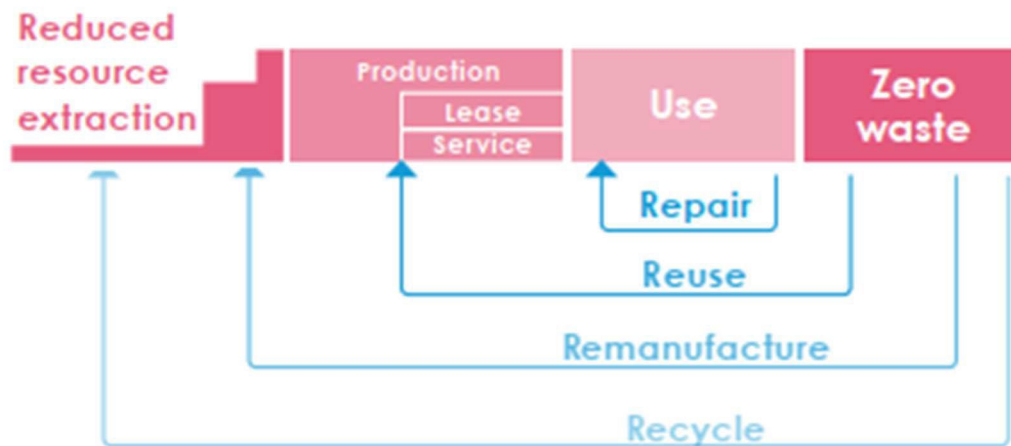 Reduced
resource
extraction
Production
Lease
Service
Use
Zero
waste
Repair
Reuse
Remanufacture
Recycle